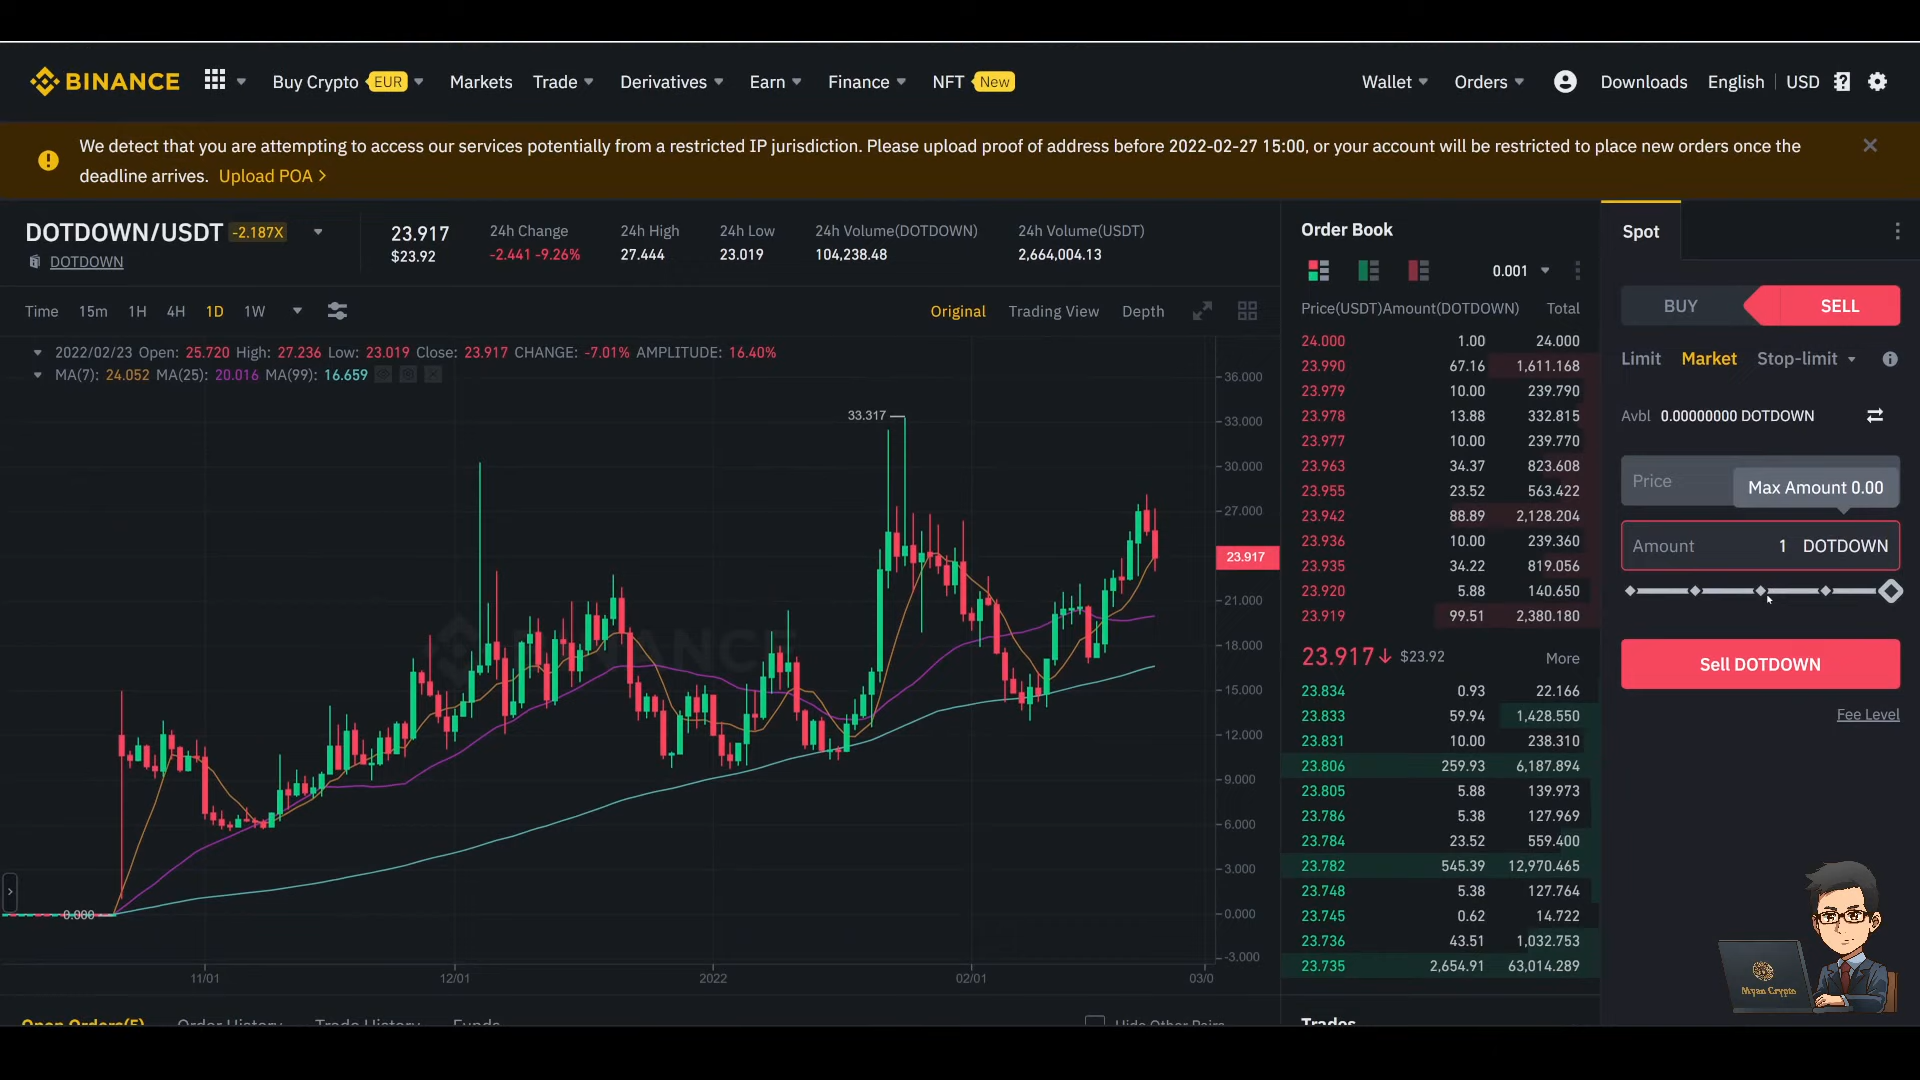 BINANCE Buy Crypto EUR Markets Trade Derivatives Earn Finance NFT New Wallet Orders Downloads English USD
We detect that you are attempting to access our services potentially from a restricted IP jurisdiction. Please upload proof of address before 2022-02-27 15:00, or your account will be restricted to place new orders once the
deadline arrives. Upload POA >
DOTDOWN/USDT -2.187X
DOTDOWN
23.917
$23.92
24h Change
-2.441 -9.26%
24h High
27.444
24h Low
23.019
24h Volume(DOTDOWN)
104,238.48
24h Volume(USDT)
2,664,004.13
Time 15m 1H 4H 1D 1W Original Trading View Depth
2022/02/23 Open: 25.720 High: 27.236 Low: 23.019 Close: 23.917 CHANGE: -7.01% AMPLITUDE: 16.40%
MA(7): 24.052 MA(25): 20.016 MA(99): 16.659
33.317
0.000
BINANCE
36.000
33.000
30.000
27.000
23.917
21.000
18.000
15.000
12.000
9.000
6.000
3.000
0.000
-3.000
11/01 12/01 2022 02/01 03/0
Open Orders(5) Order History Trade History Funds Hide Other Pairs
Order Book
0.001
Price(USDT)Amount(DOTDOWN) Total
24.000 1.00 24.000
23.990 67.16 1,611.168
23.979 10.00 239.790
23.978 13.88 332.815
23.977 10.00 239.770
23.963 34.37 823.608
23.955 23.52 563.422
23.942 88.89 2,128.204
23.936 10.00 239.360
23.935 34.22 819.056
23.920 5.88 140.650
23.919 99.51 2,380.180
23.917↓ $23.92 More
23.834 0.93 22.166
23.833 59.94 1,428.550
23.831 10.00 238.310
23.806 259.93 6,187.894
23.805 5.88 139.973
23.786 5.38 127.969
23.784 23.52 559.400
23.782 545.39 12,970.465
23.748 5.38 127.764
23.745 0.62 14.722
23.736 43.51 1,032.753
23.735 2,654.91 63,014.289
Trades
Spot
BUY SELL
Limit Market Stop-limit
Avbl 0.00000000 DOTDOWN
Price
Max Amount 0.00
Amount 1 DOTDOWN
Sell DOTDOWN
Fee Level
Myan Crypto